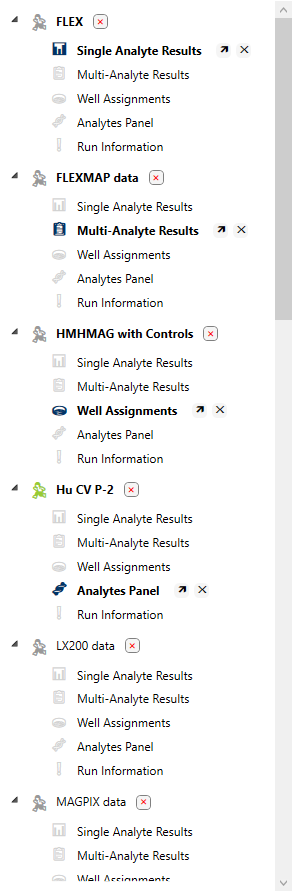 FLEX
Single Analyte Results
Multi-Analyte Results
Well Assignments
Analytes Panel
Run Information
FLEXMAP data
Single Analyte Results
Multi-Analyte Results
Well Assignments
Analytes Panel
Run Information
HMHMAG with Controls
Single Analyte Results
Multi-Analyte Results
Well Assignments
Analytes Panel
Run Information
Hu CV P-2
Single Analyte Results
Multi-Analyte Results
Well Assignments
Analytes Panel
Run Information
LX200 data
Single Analyte Results
Multi-Analyte Results
Well Assignments
Analytes Panel
Run Information
MAGPIX data
Single Analyte Results
Multi-Analyte Results
Well Assignments